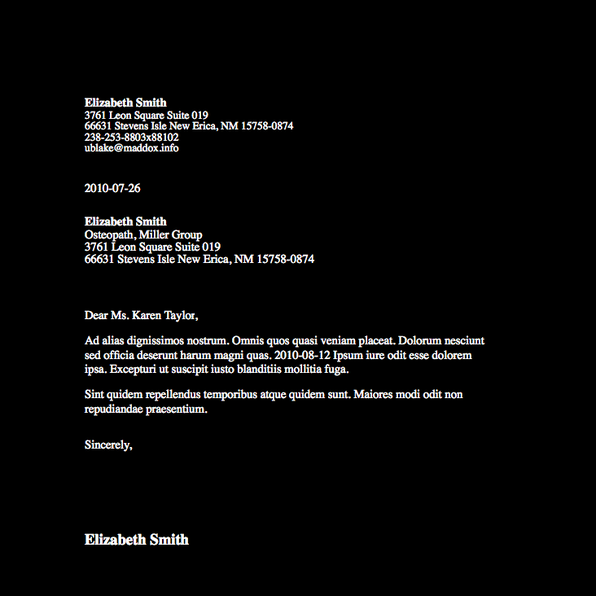 Elizabeth Smith
3761 Leon Square Suite 019
66631 Stevens Isle New Erica, NM 15758-0874
238-253-8803x88102
ublake@maddox.info
2010-07-26
Elizabeth Smith
Osteopath, Miller Group
3761 Leon Square Suite 019
66631 Stevens Isle New Erica, NM 15758-0874
Dear Ms. Karen Taylor,
Ad alias dignissimos nostrum. Omnis quos quasi veniam placeat. Dolorum nesciunt
sed officia deserunt harum magni quas. 2010-08-12 Ipsum iure odit esse dolorem
ipsa. Excepturi ut suscipit iusto blanditiis mollitia fuga.
Sint quidem repellendus temporibus atque quidem sunt. Maiores modi odit non
repudiandae praesentium.
Sincerely,
Elizabeth Smith